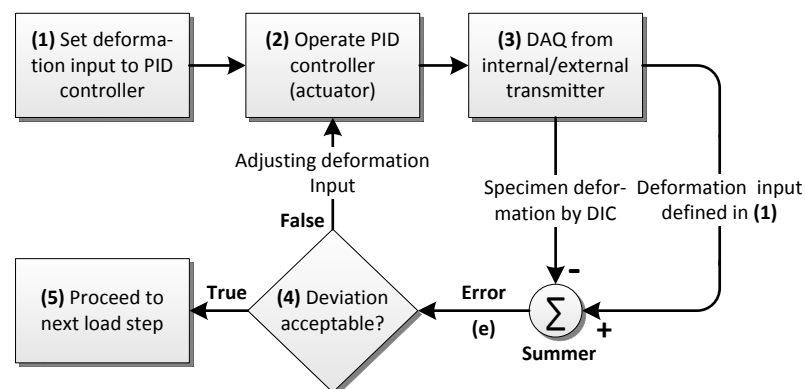 (1) Set deforma-
tion input to PID
controller
(2) Operate PID
controller
(actuator)
(3) DAQ from
internal/external
transmitter
Adjusting deformation
Input
Specimen defor-
mation by DIC
Deformation input
defined in (1)
False
(5) Proceed to
next load step
True
(4) Deviation
acceptable?
Error
(e)
-
∑
+
Summer